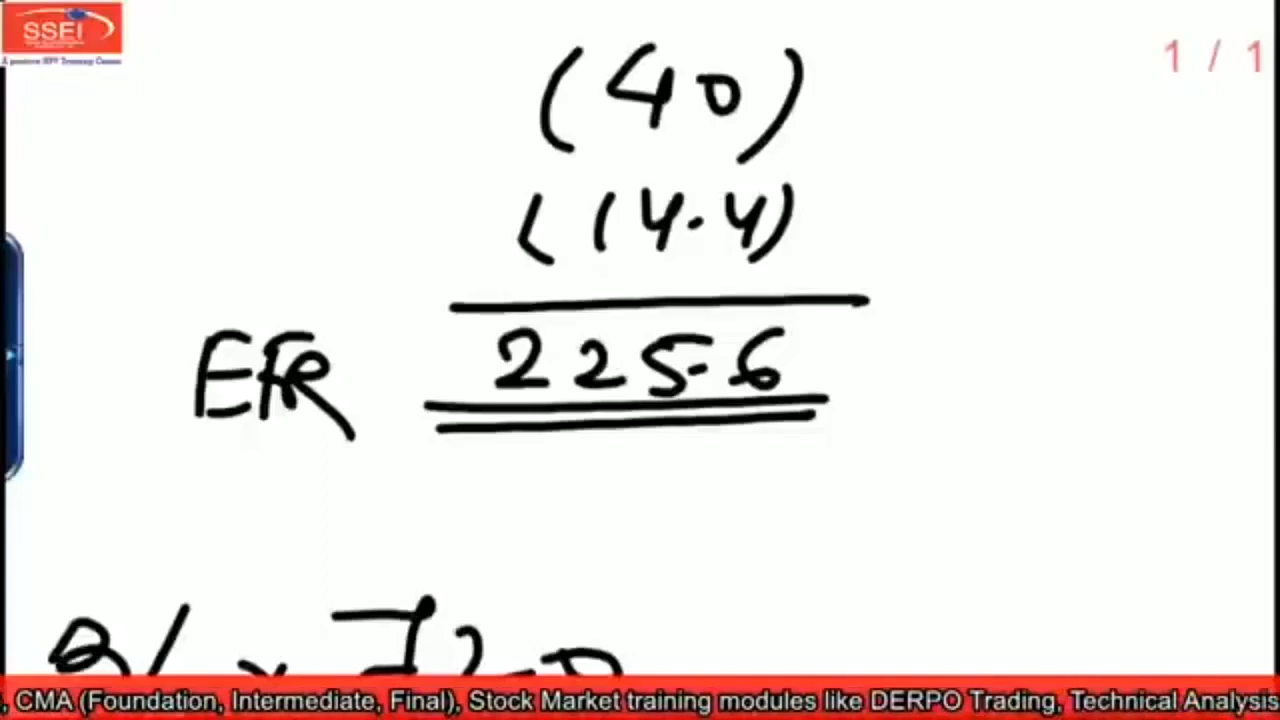 SSEI
1 / 1
(40)
(14.4)
EFR 225.6
720
, CMA (Foundation, Intermediate, Final), Stock Market training modules like DERPO Trading, Technical Analysis